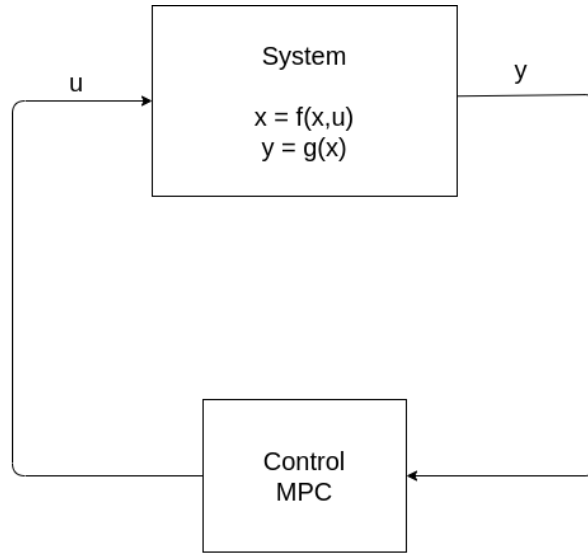 System
u
y
x = f(x,u)
y = g(x)
Control
MPC